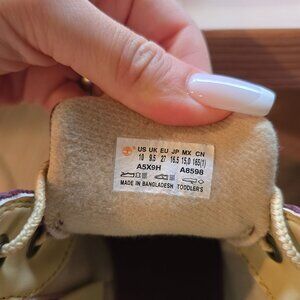 US UK EU JP MX CN
10 9.5 27 16.5 15.0 165(1)
A5X9H A8598
MADE IN BANGLADESH TODDLER'S